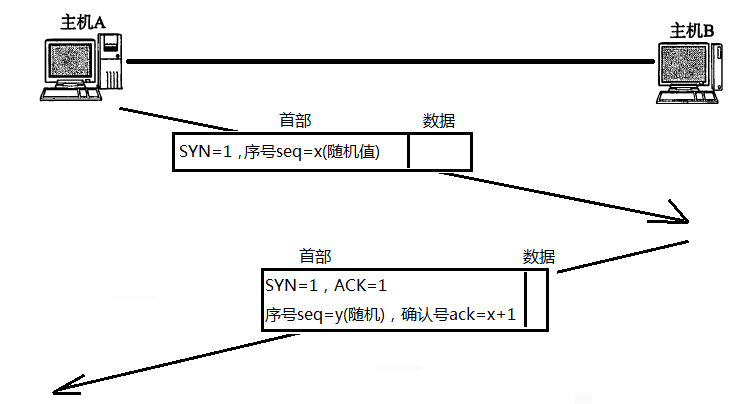 主机A
主机B
首部 数据
SYN=1，序号seq=x(随机值)
首部 数据
SYN=1，ACK=1
序号seq=y(随机)，确认号ack=x+1